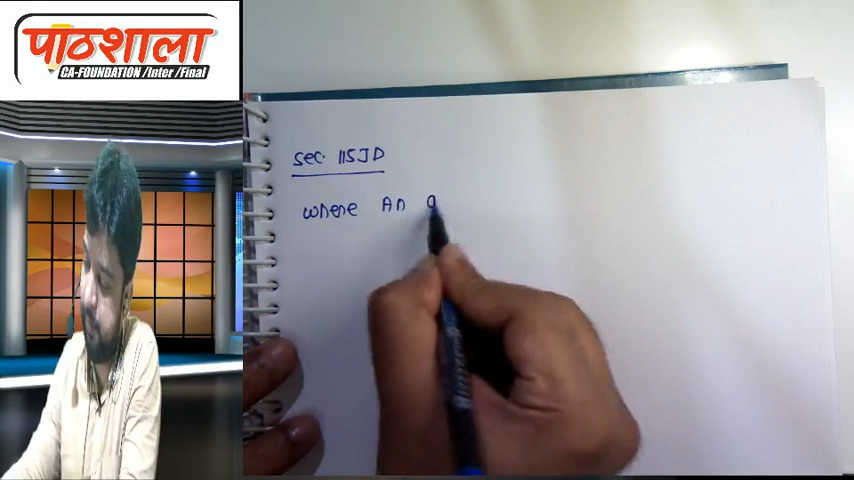 पाठशाला
CA-FOUNDATION/Inter/Final
Sec. 115JD
where An a